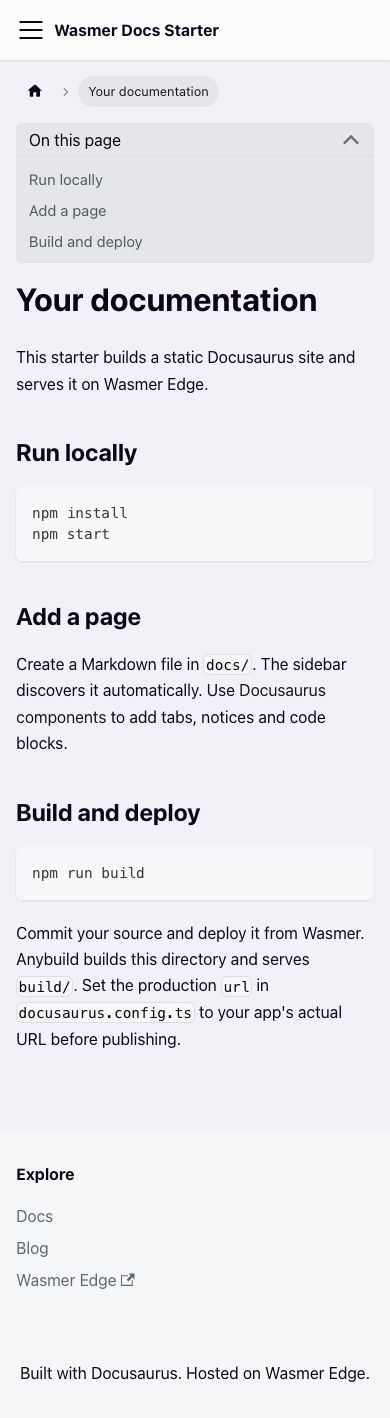 Wasmer Docs Starter
Your documentation
On this page
Run locally
Add a page
Build and deploy
Your documentation
This starter builds a static Docusaurus site and
serves it on Wasmer Edge.
Run locally
npm install
npm start
Add a page
Create a Markdown file in docs/. The sidebar
discovers it automatically. Use Docusaurus
components to add tabs, notices and code
blocks.
Build and deploy
npm run build
Commit your source and deploy it from Wasmer.
Anybuild builds this directory and serves
build/. Set the production url in
docusaurus.config.ts to your app's actual
URL before publishing.
Explore
Docs
Blog
Wasmer Edge
Built with Docusaurus. Hosted on Wasmer Edge.